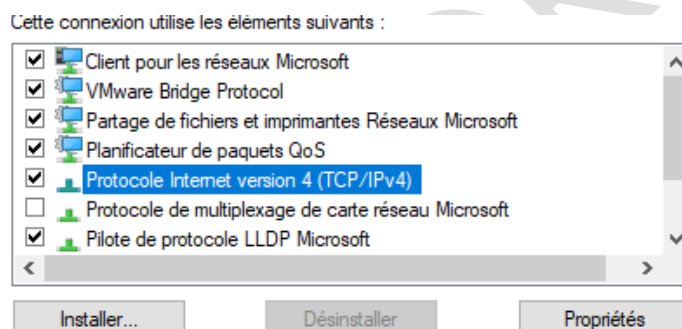 Cette connexion utilise les éléments suivants :
Client pour les réseaux Microsoft
VMware Bridge Protocol
Partage de fichiers et imprimantes Réseaux Microsoft
Planificateur de paquets QoS
Protocole Internet version 4 (TCP/IPv4)
Protocole de multiplexage de carte réseau Microsoft
Pilote de protocole LLDP Microsoft
Installer... Désinstaller Propriétés